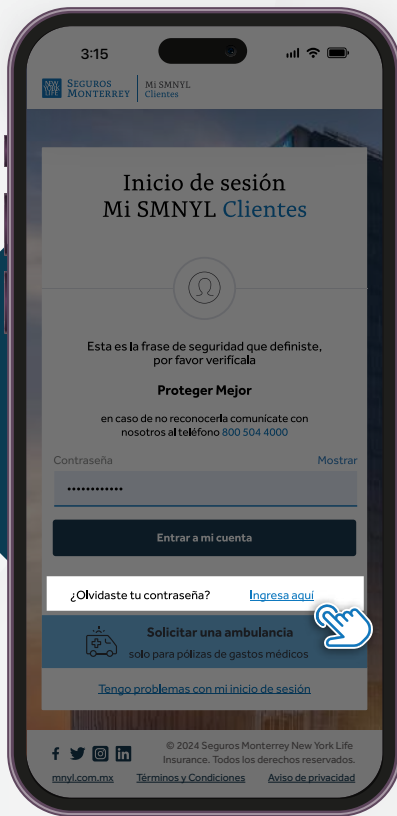 3:15
NEW
YORK
LIFE
SEGUROS
MONTERREY
Mi SMNYL
Clientes
Inicio de sesión
Mi SMNYL Clientes
Esta es la frase de seguridad que definiste,
por favor verifícala
Proteger Mejor
en caso de no reconocerla comunícate con
nosotros al teléfono 800 504 4000
Contraseña Mostrar
Entrar a mi cuenta
¿Olvidaste tu contraseña? Ingresa aquí
Solicitar una ambulancia
solo para pólizas de gastos médicos
Tengo problemas con mi inicio de sesión
© 2024 Seguros Monterrey New York Life
Insurance. Todos los derechos reservados.
mnyl.com.mx Términos y Condiciones Aviso de privacidad